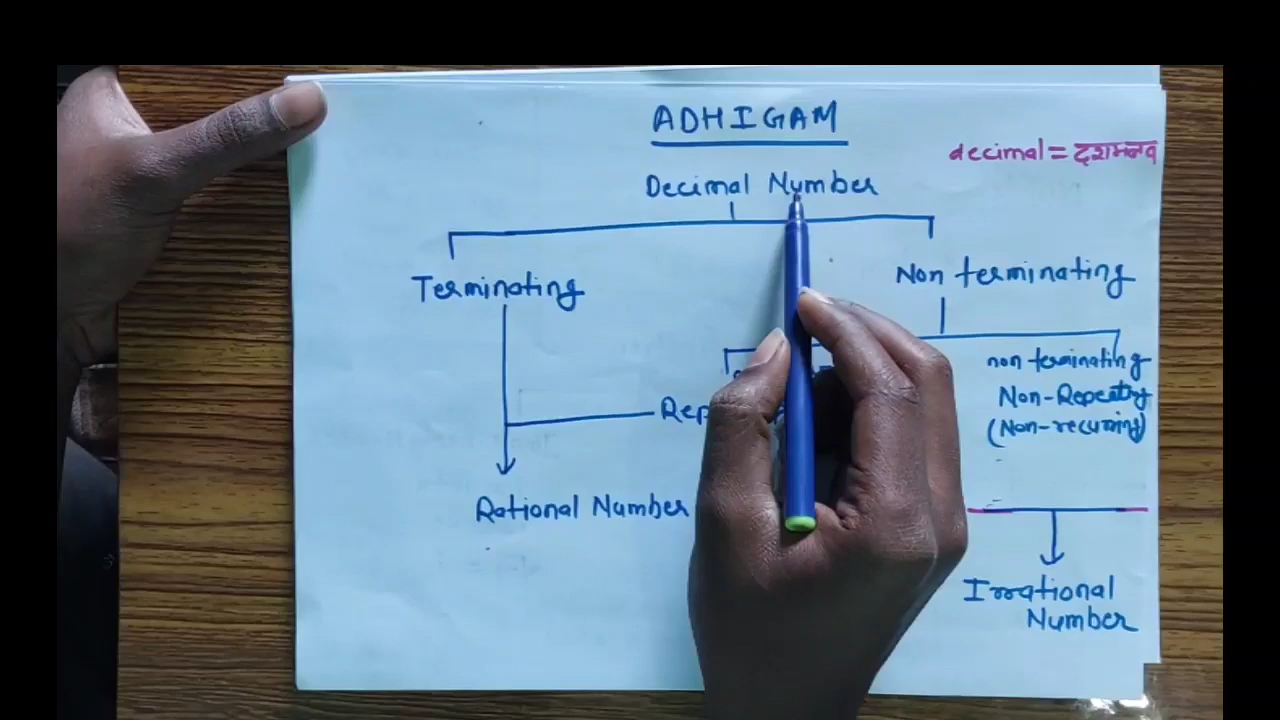 ADHIGAM
decimal = दशमलव
Decimal Number
Terminating
Non terminating
non terminating
Non-Repeating
(Non-recurring)
Rational Number
Irrational
Number